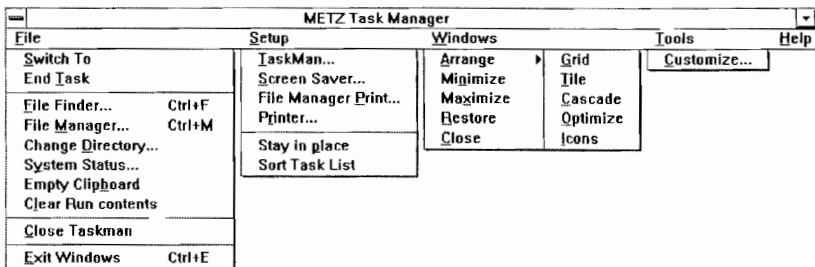 METZ Task Manager
File Setup Windows Tools Help
Switch To
End Task
File Finder... Ctrl+F
File Manager... Ctrl+M
Change Directory...
System Status...
Empty Clipboard
Clear Run contents
Close Taskman
Exit Windows Ctrl+E
TaskMan...
Screen Saver...
File Manager Print...
Printer...
Stay in place
Sort Task List
Arrange
Minimize
Maximize
Restore
Close
Grid
Tile
Cascade
Optimize
Icons
Customize...